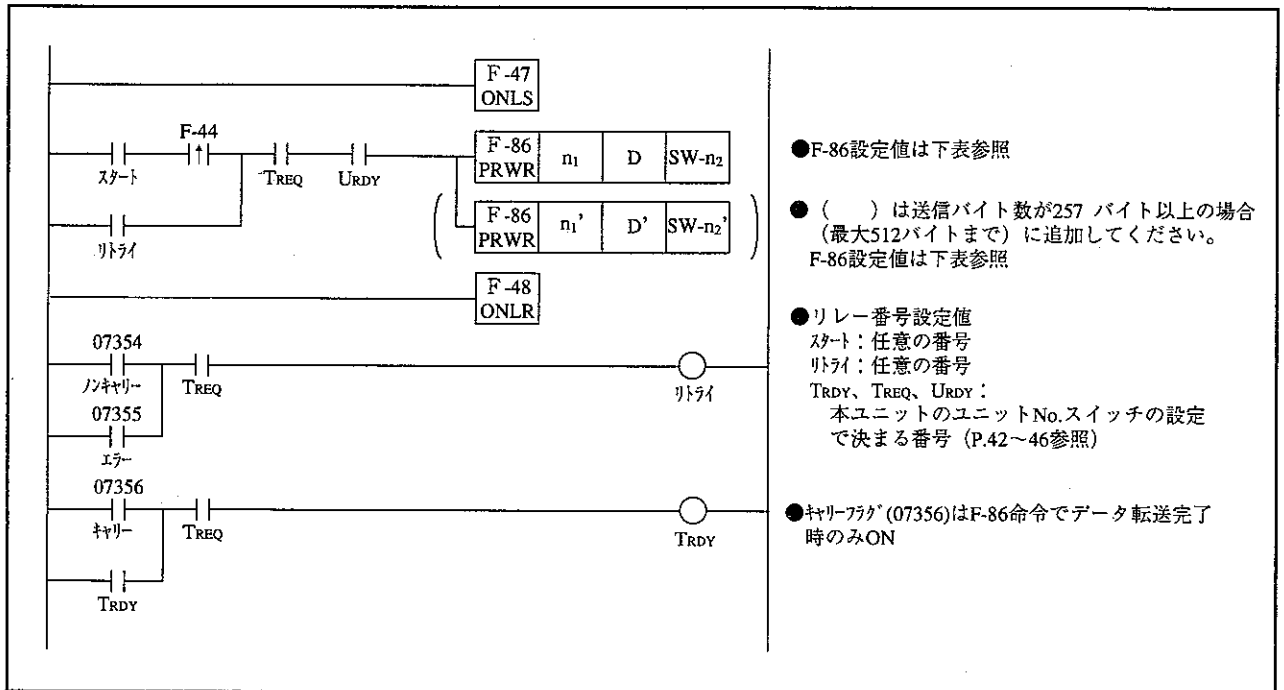 F-47
ONLS
F-44
スタート
TREQ
URDY
F-86
PRWR
n1
D
SW-n2
リトライ
( F-86
PRWR
n1'
D'
SW-n2' )
F-48
ONLR
07354
ノンキャリー
TREQ
リトライ
07355
エラー
07356
キャリー
TREQ
TRDY
TRDY
●F-86設定値は下表参照
●（　　）は送信バイト数が257 バイト以上の場合
（最大512バイトまで）に追加してください。
F-86設定値は下表参照
●リレー番号設定値
スタート：任意の番号
リトライ：任意の番号
TRDY、TREQ、URDY：
本ユニットのユニットNo.スイッチの設定
で決まる番号（P.42～46参照）
●キャリーフラグ(07356)はF-86命令でデータ転送完了
時のみON